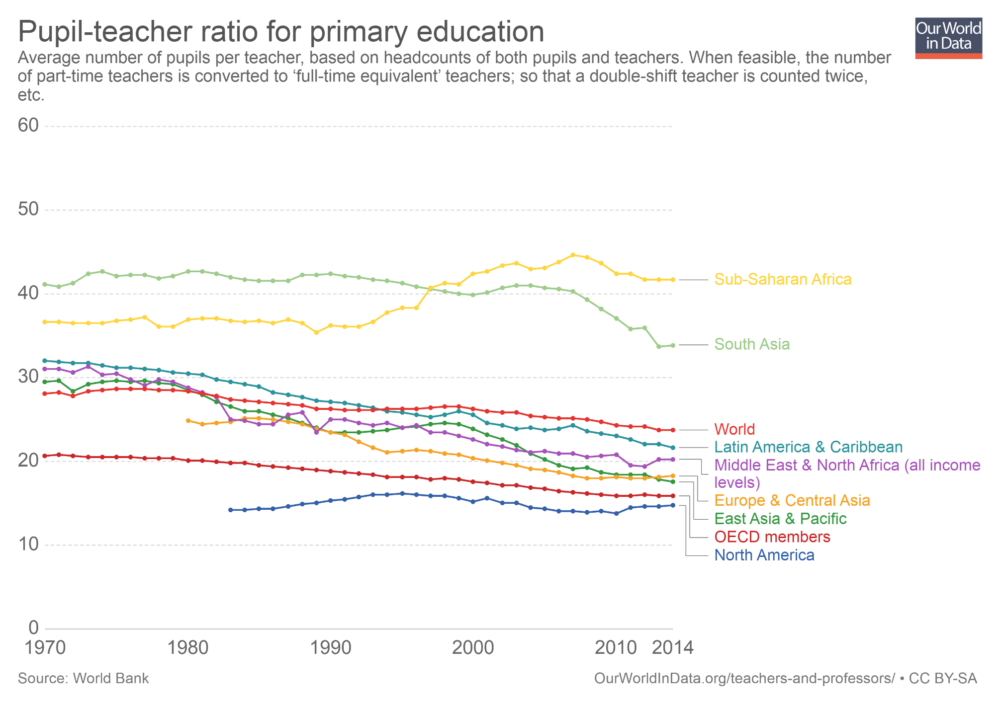 Pupil-teacher ratio for primary education
Our World
in Data
Average number of pupils per teacher, based on headcounts of both pupils and teachers. When feasible, the number
of part-time teachers is converted to ‘full-time equivalent’ teachers; so that a double-shift teacher is counted twice,
etc.
60
50
40
30
20
10
0
1970
1980
1990
2000
2010
2014
Sub-Saharan Africa
South Asia
World
Latin America & Caribbean
Middle East & North Africa (all income
levels)
Europe & Central Asia
East Asia & Pacific
OECD members
North America
Source: World Bank
OurWorldInData.org/teachers-and-professors/ • CC BY-SA